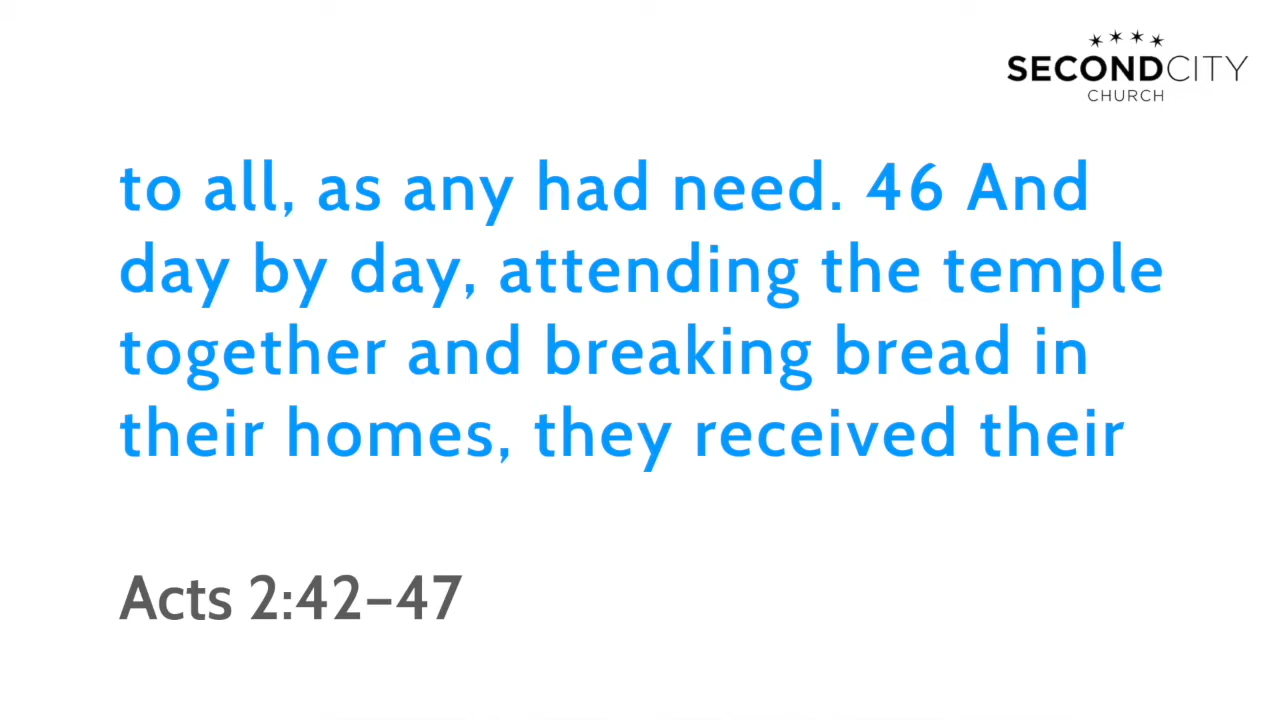 SECONDCITY
CHURCH
to all, as any had need. 46 And
day by day, attending the temple
together and breaking bread in
their homes, they received their
Acts 2:42–47